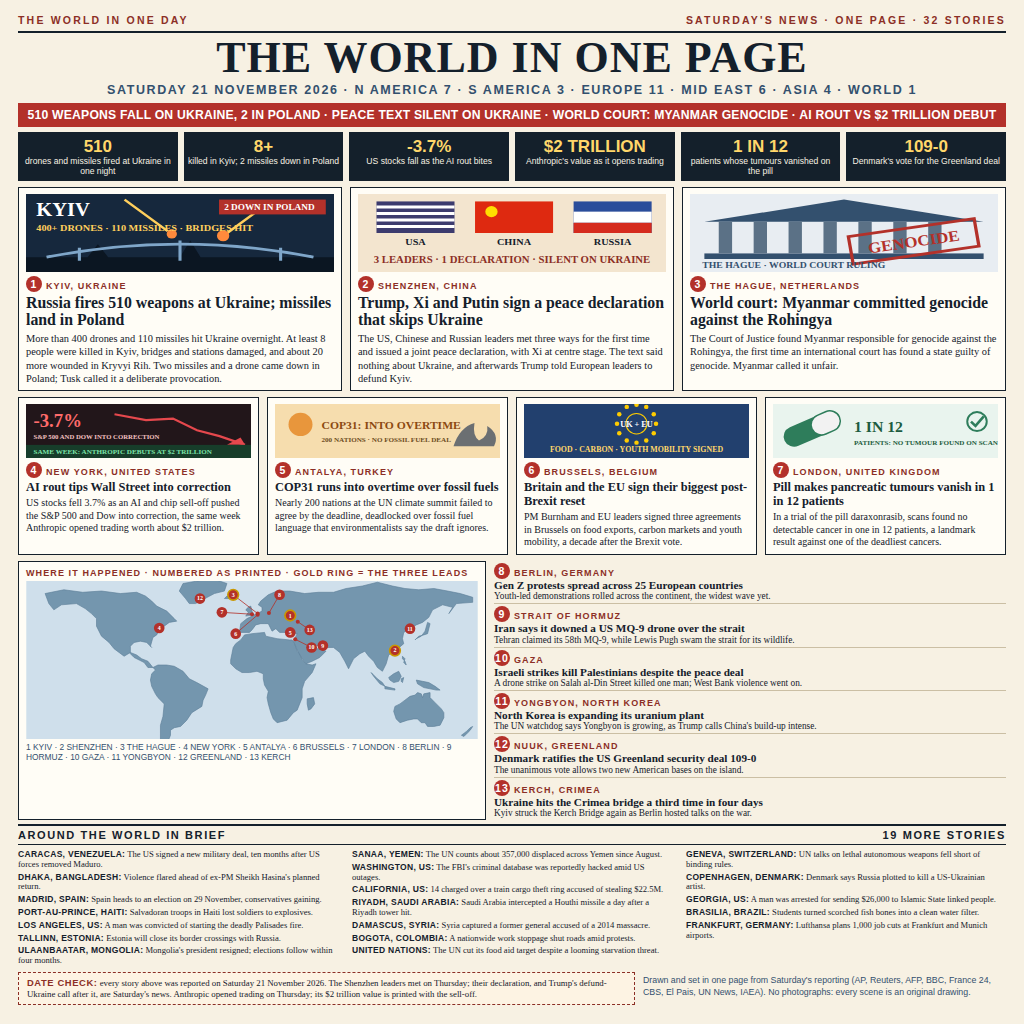 THE WORLD IN ONE DAY
SATURDAY'S NEWS · ONE PAGE · 32 STORIES
THE WORLD IN ONE PAGE
SATURDAY 21 NOVEMBER 2026 · N AMERICA 7 · S AMERICA 3 · EUROPE 11 · MID EAST 6 · ASIA 4 · WORLD 1
510 WEAPONS FALL ON UKRAINE, 2 IN POLAND · PEACE TEXT SILENT ON UKRAINE · WORLD COURT: MYANMAR GENOCIDE · AI ROUT VS $2 TRILLION DEBUT
510
drones and missiles fired at Ukraine in
one night
8+
killed in Kyiv; 2 missiles down in Poland
-3.7%
US stocks fall as the AI rout bites
$2 TRILLION
Anthropic's value as it opens trading
1 IN 12
patients whose tumours vanished on
the pill
109-0
Denmark's vote for the Greenland deal
KYIV
2 DOWN IN POLAND
400+ DRONES · 110 MISSILES · BRIDGES HIT
1 KYIV, UKRAINE
Russia fires 510 weapons at Ukraine; missiles
land in Poland
More than 400 drones and 110 missiles hit Ukraine overnight. At least 8
people were killed in Kyiv, bridges and stations damaged, and about 20
more wounded in Kryvyi Rih. Two missiles and a drone came down in
Poland; Tusk called it a deliberate provocation.
USA
CHINA
RUSSIA
3 LEADERS · 1 DECLARATION · SILENT ON UKRAINE
2 SHENZHEN, CHINA
Trump, Xi and Putin sign a peace declaration
that skips Ukraine
The US, Chinese and Russian leaders met three ways for the first time
and issued a joint peace declaration, with Xi at centre stage. The text said
nothing about Ukraine, and afterwards Trump told European leaders to
defund Kyiv.
GENOCIDE
THE HAGUE · WORLD COURT RULING
3 THE HAGUE, NETHERLANDS
World court: Myanmar committed genocide
against the Rohingya
The Court of Justice found Myanmar responsible for genocide against the
Rohingya, the first time an international court has found a state guilty of
genocide. Myanmar called it unfair.
-3.7%
S&P 500 AND DOW INTO CORRECTION
SAME WEEK: ANTHROPIC DEBUTS AT $2 TRILLION
4 NEW YORK, UNITED STATES
AI rout tips Wall Street into correction
US stocks fell 3.7% as an AI and chip sell-off pushed
the S&P 500 and Dow into correction, the same week
Anthropic opened trading worth about $2 trillion.
COP31: INTO OVERTIME
200 NATIONS · NO FOSSIL FUEL DEAL
5 ANTALYA, TURKEY
COP31 runs into overtime over fossil fuels
Nearly 200 nations at the UN climate summit failed to
agree by the deadline, deadlocked over fossil fuel
language that environmentalists say the draft ignores.
UK + EU
FOOD · CARBON · YOUTH MOBILITY SIGNED
6 BRUSSELS, BELGIUM
Britain and the EU sign their biggest post-
Brexit reset
PM Burnham and EU leaders signed three agreements
in Brussels on food exports, carbon markets and youth
mobility, a decade after the Brexit vote.
1 IN 12
PATIENTS: NO TUMOUR FOUND ON SCAN
7 LONDON, UNITED KINGDOM
Pill makes pancreatic tumours vanish in 1
in 12 patients
In a trial of the pill daraxonrasib, scans found no
detectable cancer in one in 12 patients, a landmark
result against one of the deadliest cancers.
WHERE IT HAPPENED · NUMBERED AS PRINTED · GOLD RING = THE THREE LEADS
12
3
8
7
1
4
6
5
13
11
10
9
2
1 KYIV · 2 SHENZHEN · 3 THE HAGUE · 4 NEW YORK · 5 ANTALYA · 6 BRUSSELS · 7 LONDON · 8 BERLIN · 9
HORMUZ · 10 GAZA · 11 YONGBYON · 12 GREENLAND · 13 KERCH
8 BERLIN, GERMANY
Gen Z protests spread across 25 European countries
Youth-led demonstrations rolled across the continent, the widest wave yet.
9 STRAIT OF HORMUZ
Iran says it downed a US MQ-9 drone over the strait
Tehran claimed its 58th MQ-9, while Lewis Pugh swam the strait for its wildlife.
10 GAZA
Israeli strikes kill Palestinians despite the peace deal
A drone strike on Salah al-Din Street killed one man; West Bank violence went on.
11 YONGBYON, NORTH KOREA
North Korea is expanding its uranium plant
The UN watchdog says Yongbyon is growing, as Trump calls China's build-up intense.
12 NUUK, GREENLAND
Denmark ratifies the US Greenland security deal 109-0
The unanimous vote allows two new American bases on the island.
13 KERCH, CRIMEA
Ukraine hits the Crimea bridge a third time in four days
Kyiv struck the Kerch Bridge again as Berlin hosted talks on the war.
AROUND THE WORLD IN BRIEF
19 MORE STORIES
CARACAS, VENEZUELA: The US signed a new military deal, ten months after US
forces removed Maduro.
DHAKA, BANGLADESH: Violence flared ahead of ex-PM Sheikh Hasina's planned
return.
MADRID, SPAIN: Spain heads to an election on 29 November, conservatives gaining.
PORT-AU-PRINCE, HAITI: Salvadoran troops in Haiti lost soldiers to explosives.
LOS ANGELES, US: A man was convicted of starting the deadly Palisades fire.
TALLINN, ESTONIA: Estonia will close its border crossings with Russia.
ULAANBAATAR, MONGOLIA: Mongolia's president resigned; elections follow within
four months.
SANAA, YEMEN: The UN counts about 357,000 displaced across Yemen since August.
WASHINGTON, US: The FBI's criminal database was reportedly hacked amid US
outages.
CALIFORNIA, US: 14 charged over a train cargo theft ring accused of stealing $22.5M.
RIYADH, SAUDI ARABIA: Saudi Arabia intercepted a Houthi missile a day after a
Riyadh tower hit.
DAMASCUS, SYRIA: Syria captured a former general accused of a 2014 massacre.
BOGOTA, COLOMBIA: A nationwide work stoppage shut roads amid protests.
UNITED NATIONS: The UN cut its food aid target despite a looming starvation threat.
GENEVA, SWITZERLAND: UN talks on lethal autonomous weapons fell short of
binding rules.
COPENHAGEN, DENMARK: Denmark says Russia plotted to kill a US-Ukrainian
artist.
GEORGIA, US: A man was arrested for sending $26,000 to Islamic State linked people.
BRASILIA, BRAZIL: Students turned scorched fish bones into a clean water filter.
FRANKFURT, GERMANY: Lufthansa plans 1,000 job cuts at Frankfurt and Munich
airports.
DATE CHECK: every story above was reported on Saturday 21 November 2026. The Shenzhen leaders met on Thursday; their declaration, and Trump's defund-
Ukraine call after it, are Saturday's news. Anthropic opened trading on Thursday; its $2 trillion value is printed with the sell-off.
Drawn and set in one page from Saturday's reporting (AP, Reuters, AFP, BBC, France 24,
CBS, El Pais, UN News, IAEA). No photographs: every scene is an original drawing.